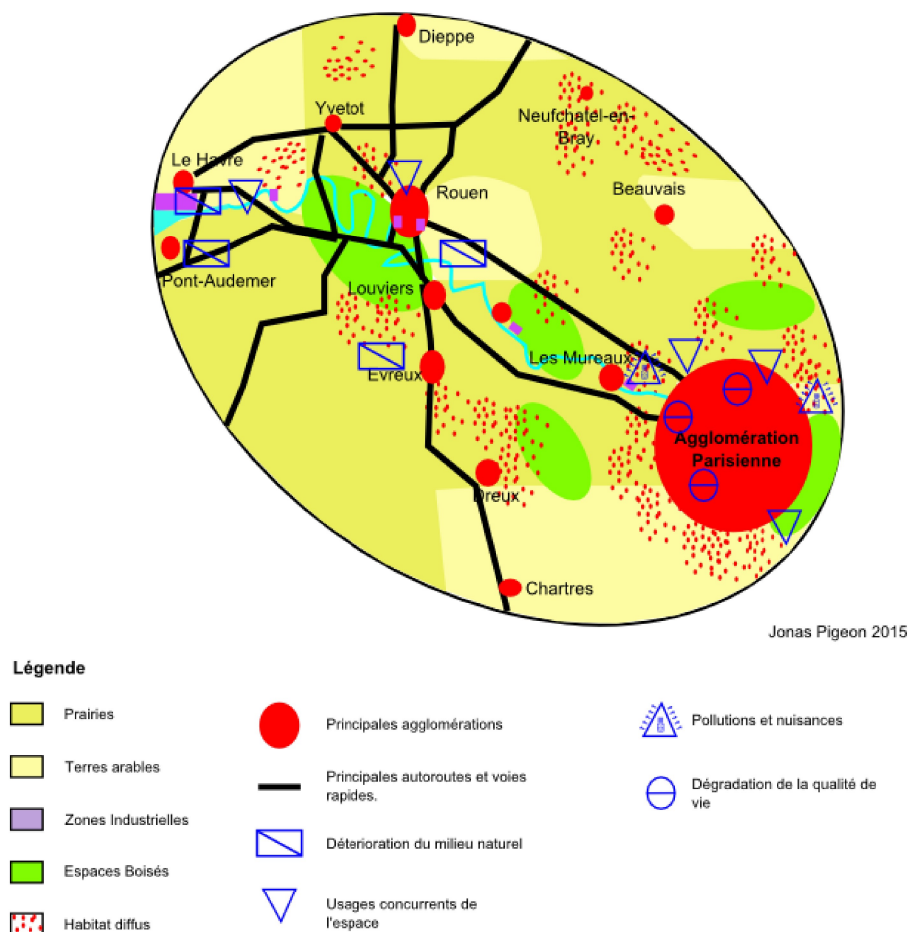 Dieppe
Yvetot
Neufchatel-en-
Bray
Le Havre
Rouen
Beauvais
Pont-Audemer
Louviers
Les Mureaux
Evreux
Agglomération
Parisienne
Dreux
Chartres
Jonas Pigeon 2015
Légende
Prairies
Terres arables
Zones Industrielles
Espaces Boisés
Habitat diffus
Principales agglomérations
Principales autoroutes et voies
rapides.
Déterioration du milieu naturel
Usages concurrents de
l'espace
Pollutions et nuisances
Dégradation de la qualité de
vie